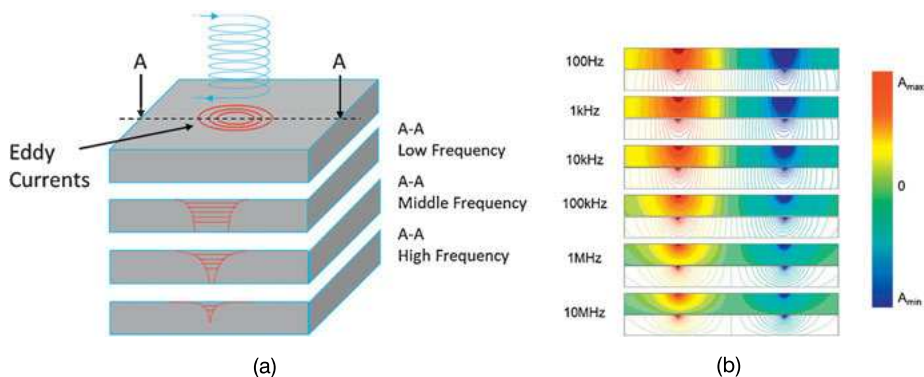 A
A
Eddy
Currents
A-A
Low Frequency
A-A
Middle Frequency
A-A
High Frequency
(a)
100Hz
1kHz
10kHz
100kHz
1MHz
10MHz
Amax
0
Amin
(b)